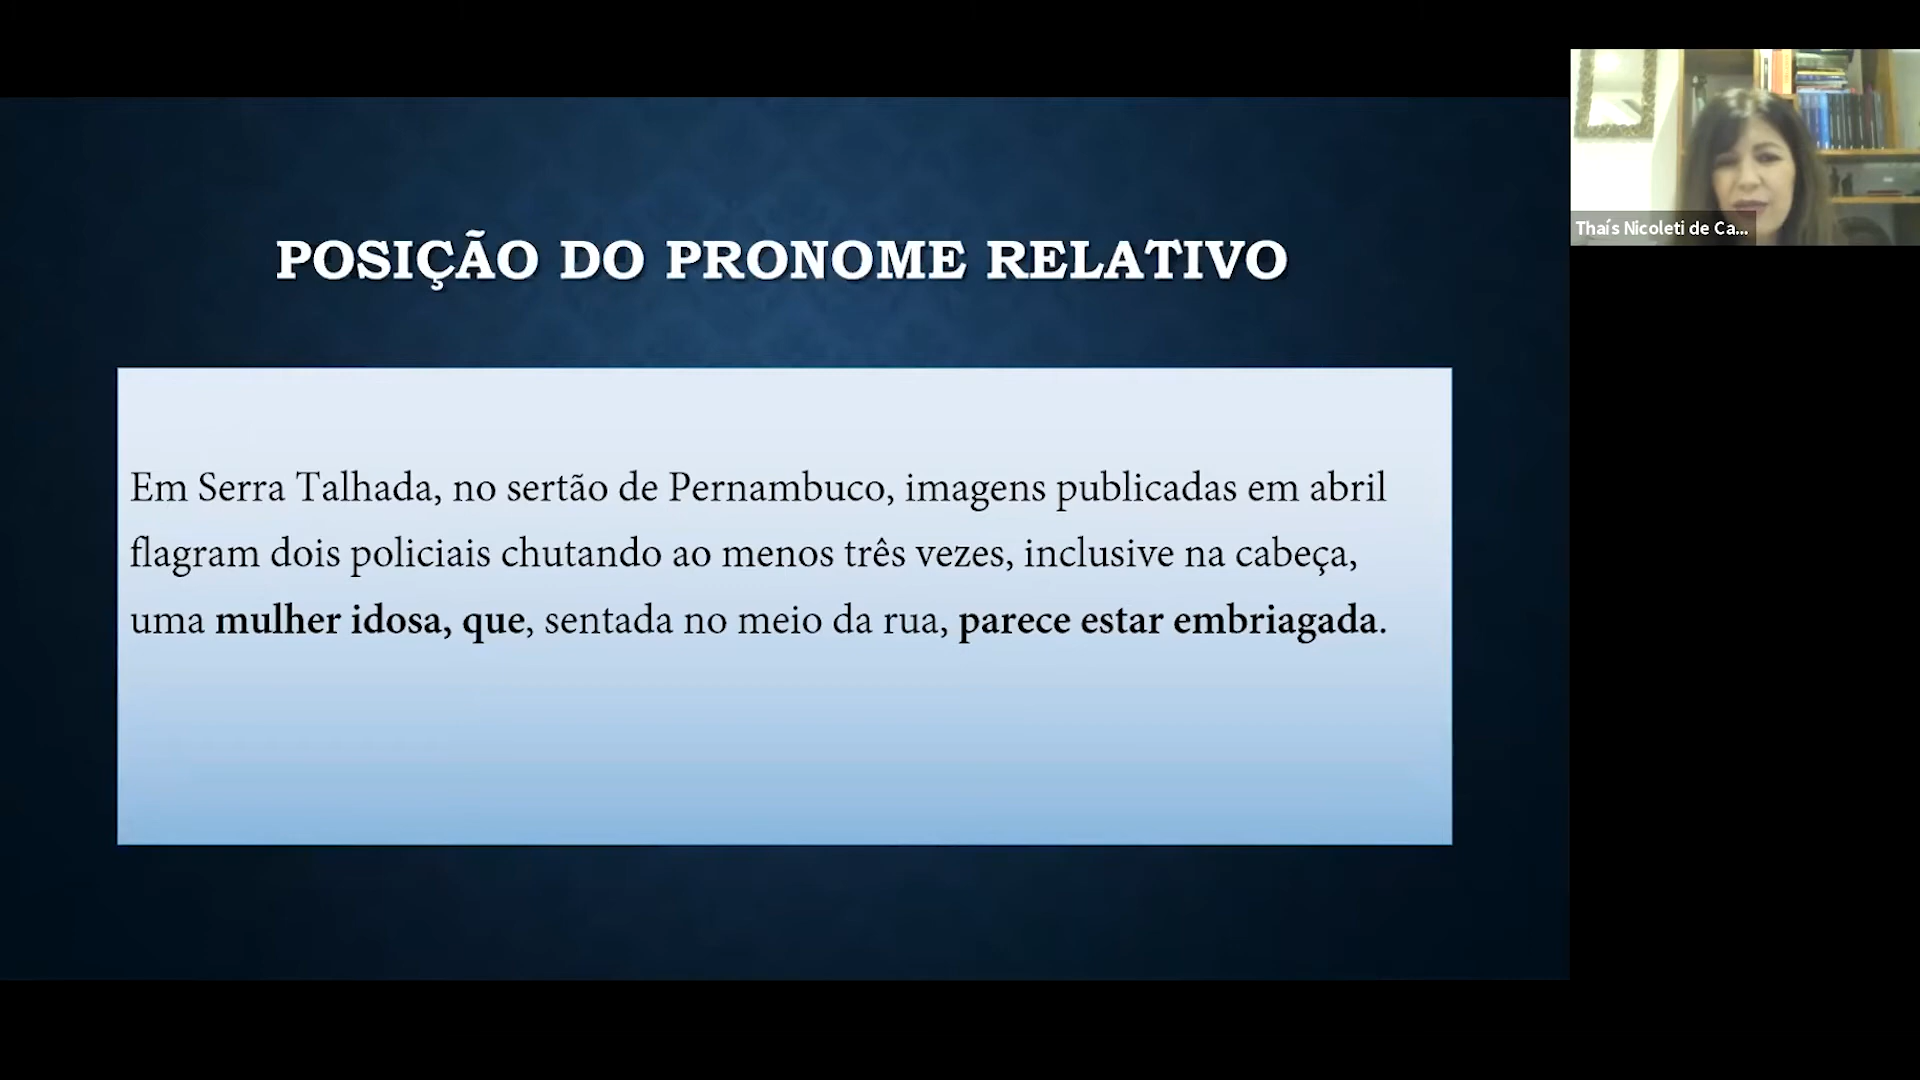 Thaís Nicoleti de Ca...
POSIÇÃO DO PRONOME RELATIVO
Em Serra Talhada, no sertão de Pernambuco, imagens publicadas em abril
flagram dois policiais chutando ao menos três vezes, inclusive na cabeça,
uma mulher idosa, que, sentada no meio da rua, parece estar embriagada.